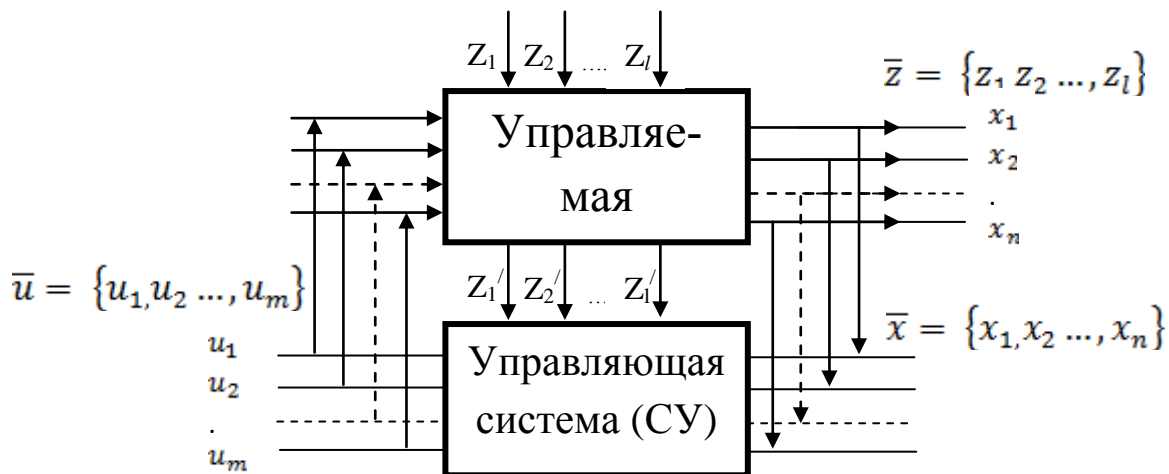 Z₁ Z₂ .... Zₗ
z̅ = {z₁ z₂ ..., zₗ}
Управляе-
мая
x₁
x₂
.
xₙ
Z₁/ Z₂/ ... Z₁/
u̅ = {u₁,u₂ ..., uₘ}
x̅ = {x₁,x₂ ..., xₙ}
u₁
u₂
.
uₘ
Управляющая
система (СУ)